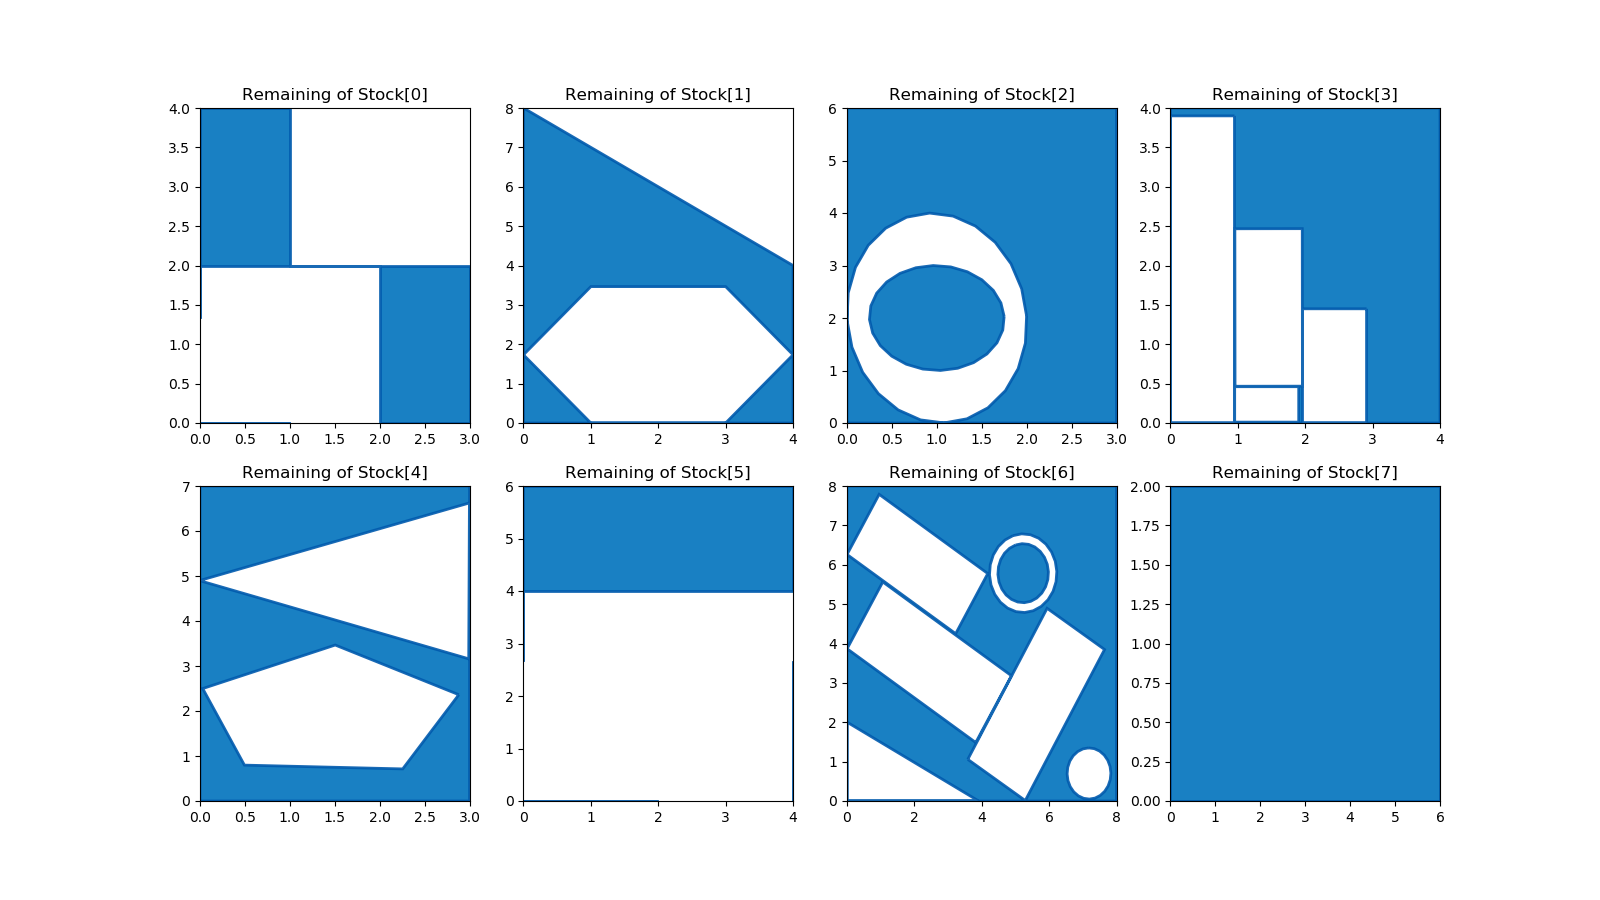 Remaining of Stock[0] Remaining of Stock[1] Remaining of Stock[2] Remaining of Stock[3]
4.0 3.5 3.0 2.5 2.0 1.5 1.0 0.5 0.0
0.0 0.5 1.0 1.5 2.0 2.5 3.0
8 7 6 5 4 3 2 1 0
0 1 2 3 4
6 5 4 3 2 1 0
0.0 0.5 1.0 1.5 2.0 2.5 3.0
4.0 3.5 3.0 2.5 2.0 1.5 1.0 0.5 0.0
0 1 2 3 4
Remaining of Stock[4] Remaining of Stock[5] Remaining of Stock[6] Remaining of Stock[7]
7 6 5 4 3 2 1 0
0.0 0.5 1.0 1.5 2.0 2.5 3.0
6 5 4 3 2 1 0
0 1 2 3 4
8 7 6 5 4 3 2 1 0
0 2 4 6 8
2.00 1.75 1.50 1.25 1.00 0.75 0.50 0.25 0.00
0 1 2 3 4 5 6